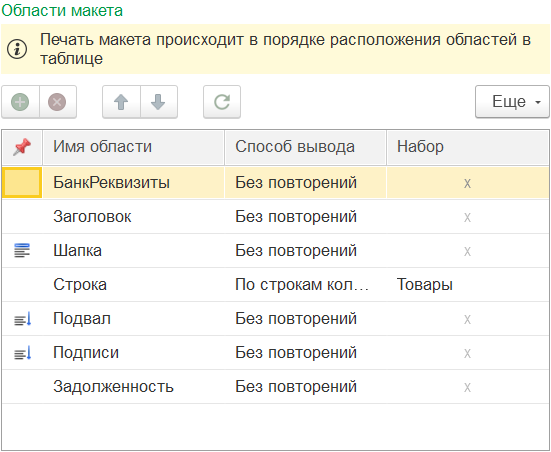 Области макета
Печать макета происходит в порядке расположения областей в
таблице
Еще
Имя области Способ вывода Набор
БанкРеквизиты Без повторений x
Заголовок Без повторений x
Шапка Без повторений x
Строка По строкам кол... Товары
Подвал Без повторений x
Подписи Без повторений x
Задолженность Без повторений x